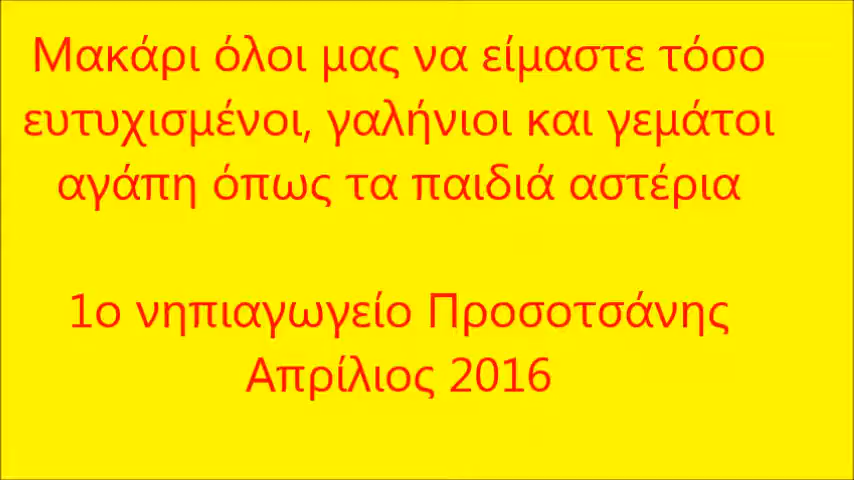 Μακάρι όλοι μας να είμαστε τόσο
ευτυχισμένοι, γαλήνιοι και γεμάτοι
αγάπη όπως τα παιδιά αστέρια
1ο νηπιαγωγείο Προσοτσάνης
Απρίλιος 2016